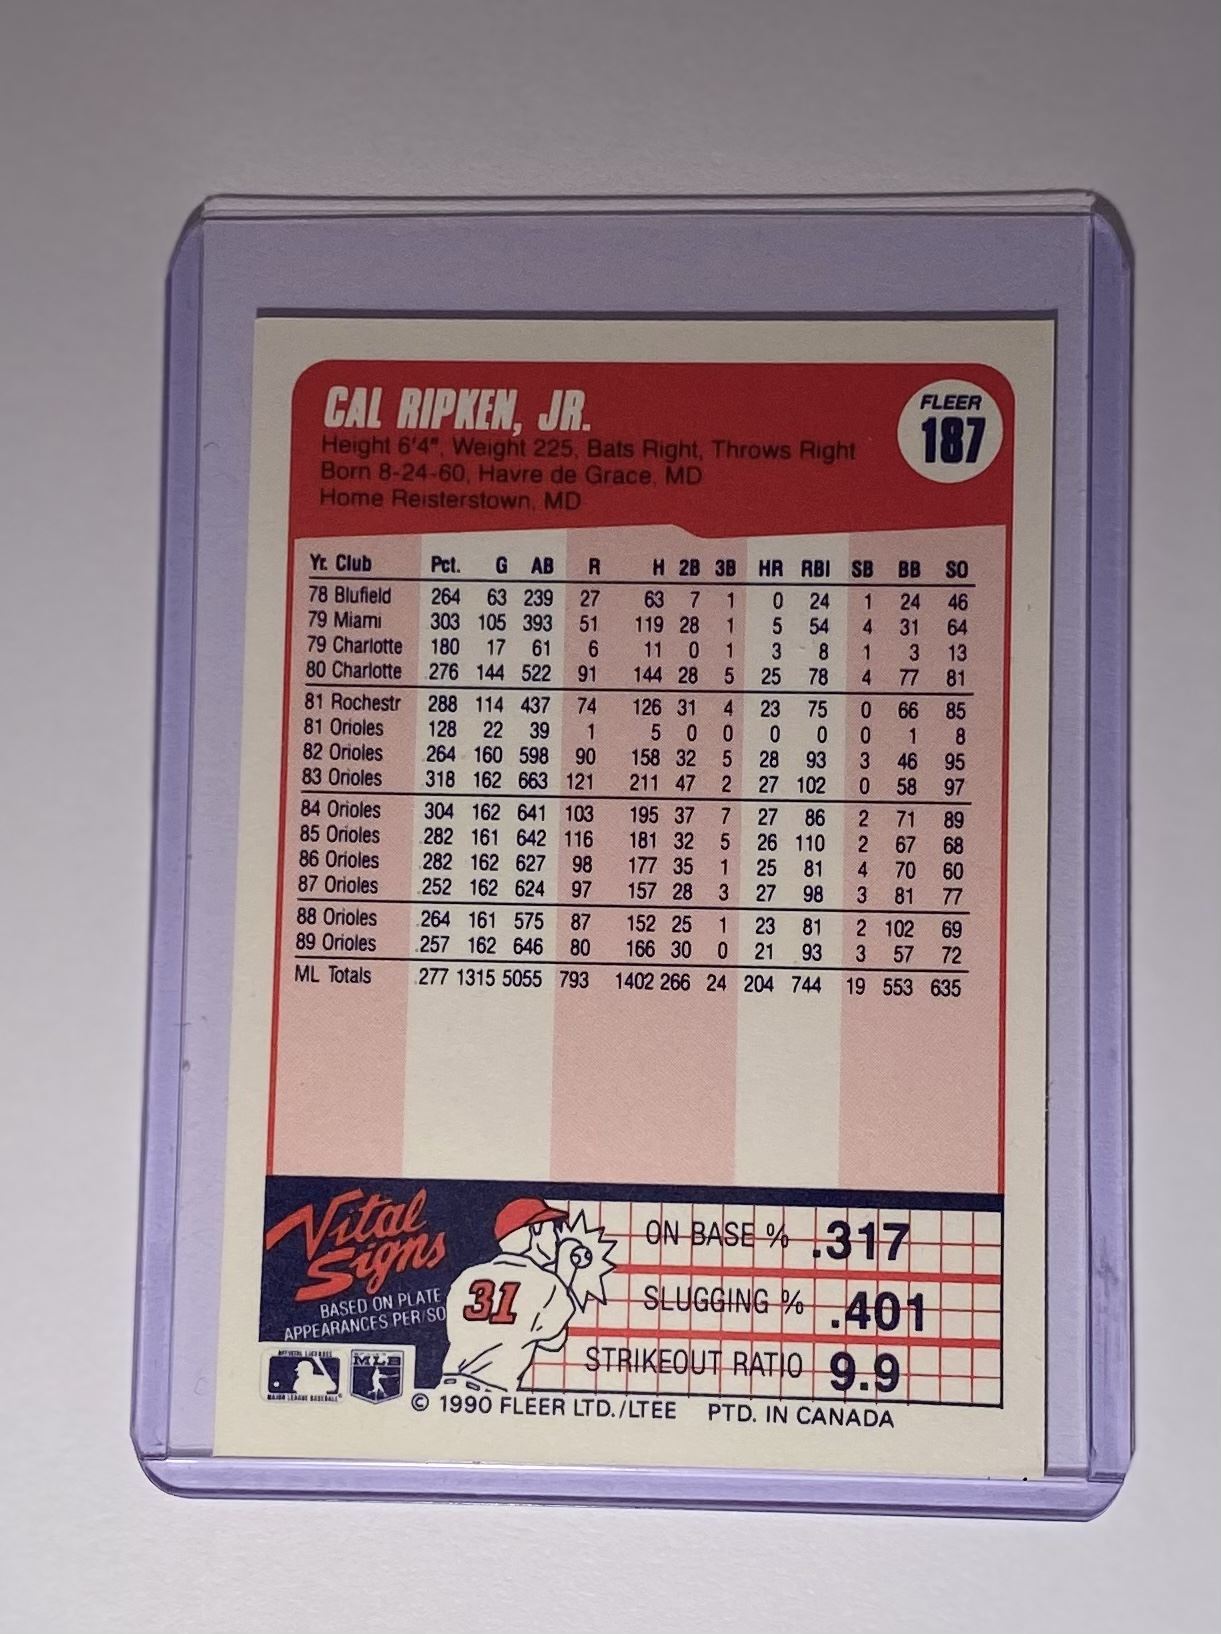 CAL RIPKEN, JR.
FLEER
187
Height 6'4", Weight 225, Bats Right, Throws Right
Born 8-24-60, Havre de Grace, MD
Home Reisterstown, MD
Yr. Club Pct. G AB R H 2B 3B HR RBI SB BB SO
78 Blufield 264 63 239 27 63 7 1 0 24 1 24 46
79 Miami 303 105 393 51 119 28 1 5 54 4 31 64
79 Charlotte 180 17 61 6 11 0 1 3 8 1 3 13
80 Charlotte .276 144 522 91 144 28 5 25 78 4 77 81
81 Rochestr 288 114 437 74 126 31 4 23 75 0 66 85
81 Orioles 128 22 39 1 5 0 0 0 0 0 1 8
82 Orioles .264 160 598 90 158 32 5 28 93 3 46 95
83 Orioles 318 162 663 121 211 47 2 27 102 0 58 97
84 Orioles 304 162 641 103 195 37 7 27 86 2 71 89
85 Orioles .282 161 642 116 181 32 5 26 110 2 67 68
86 Orioles .282 162 627 98 177 35 1 25 81 4 70 60
87 Orioles .252 162 624 97 157 28 3 27 98 3 81 77
88 Orioles .264 161 575 87 152 25 1 23 81 2 102 69
89 Orioles .257 162 646 80 166 30 0 21 93 3 57 72
ML Totals .277 1315 5055 793 1402 266 24 204 744 19 553 635
Vital
Signs
BASED ON PLATE
APPEARANCES PER/SO
31
ON BASE % .317
SLUGGING % .401
STRIKEOUT RATIO 9.9
MAJOR LEAGUE BASEBALL
MLB
© 1990 FLEER LTD./LTEE PTD. IN CANADA